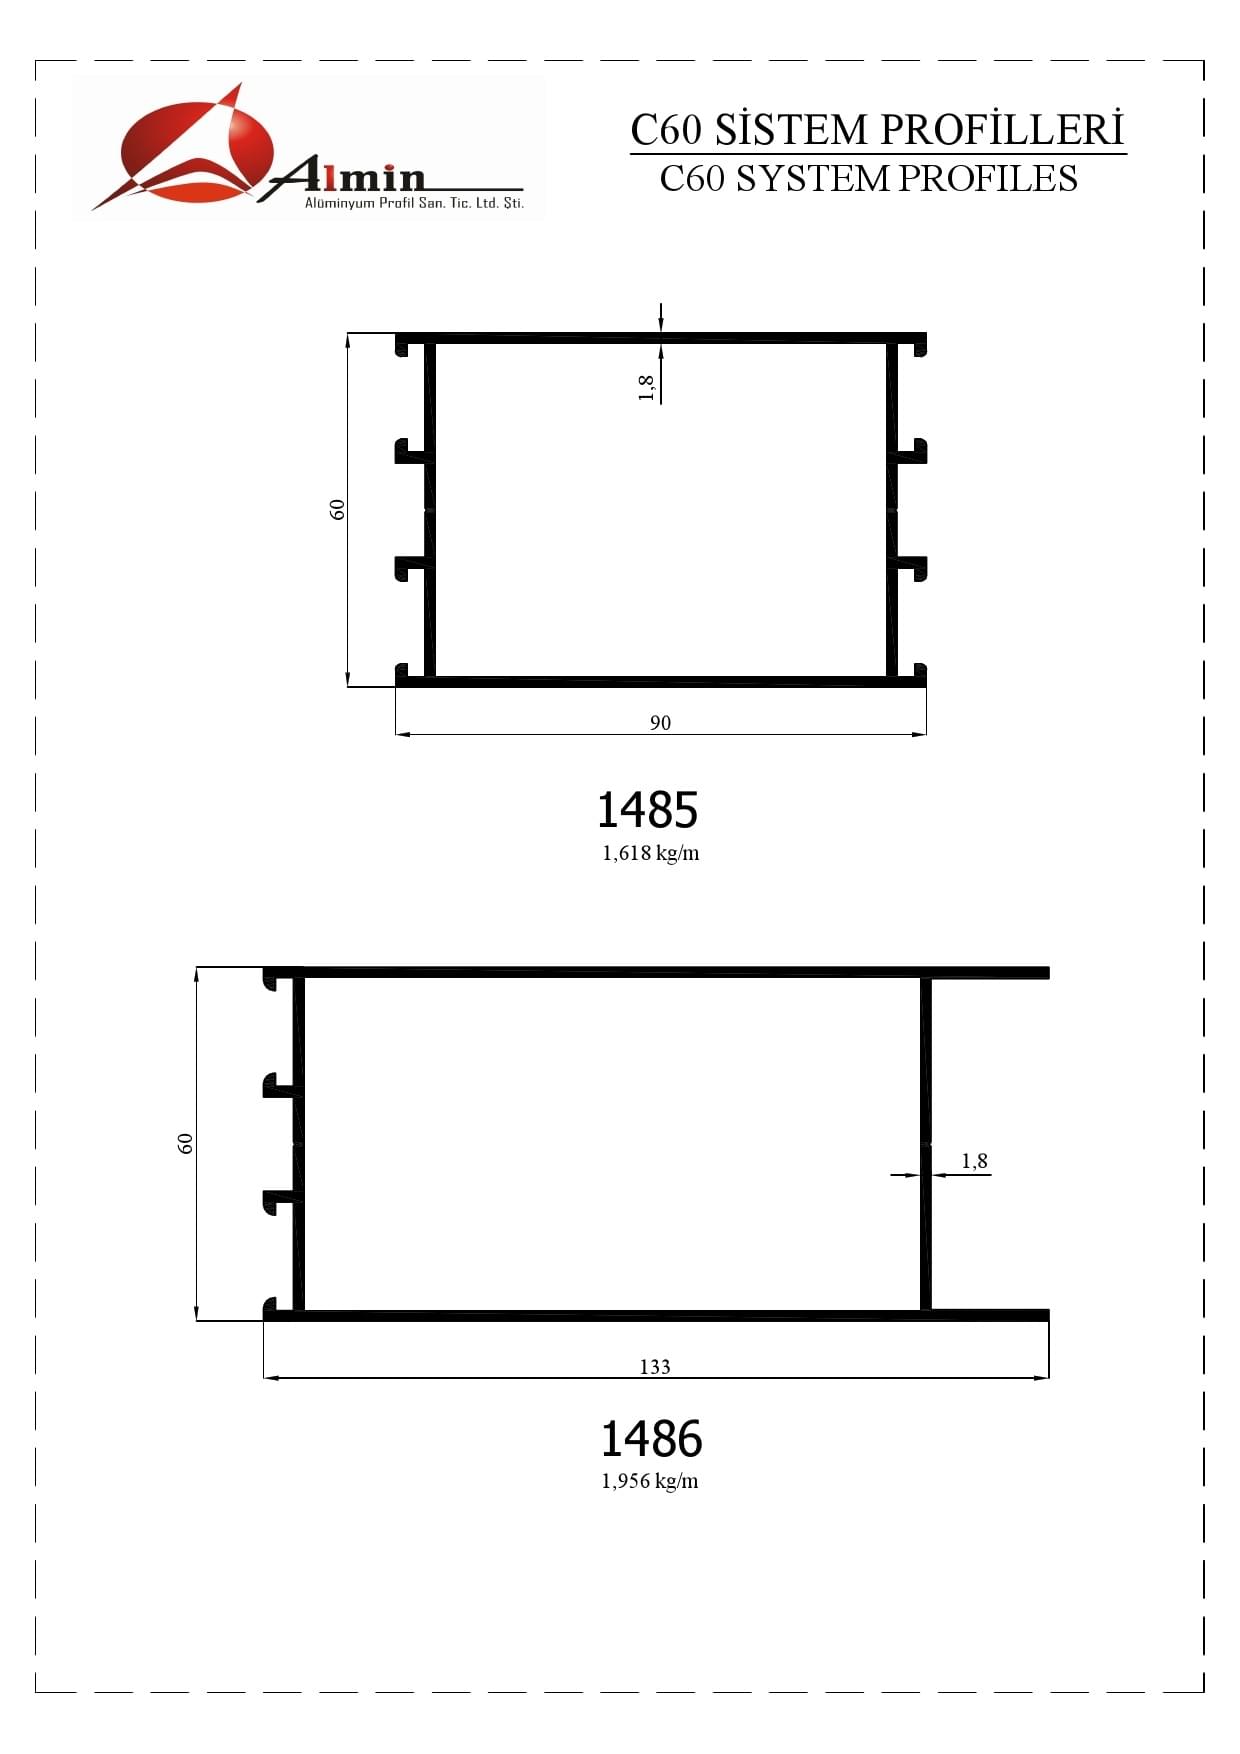 Almin
Alüminyum Profil San. Tic. Ltd. Şti.
C60 SİSTEM PROFİLLERİ
C60 SYSTEM PROFILES
1,8
60
90
1485
1,618 kg/m
60
1,8
133
1486
1,956 kg/m